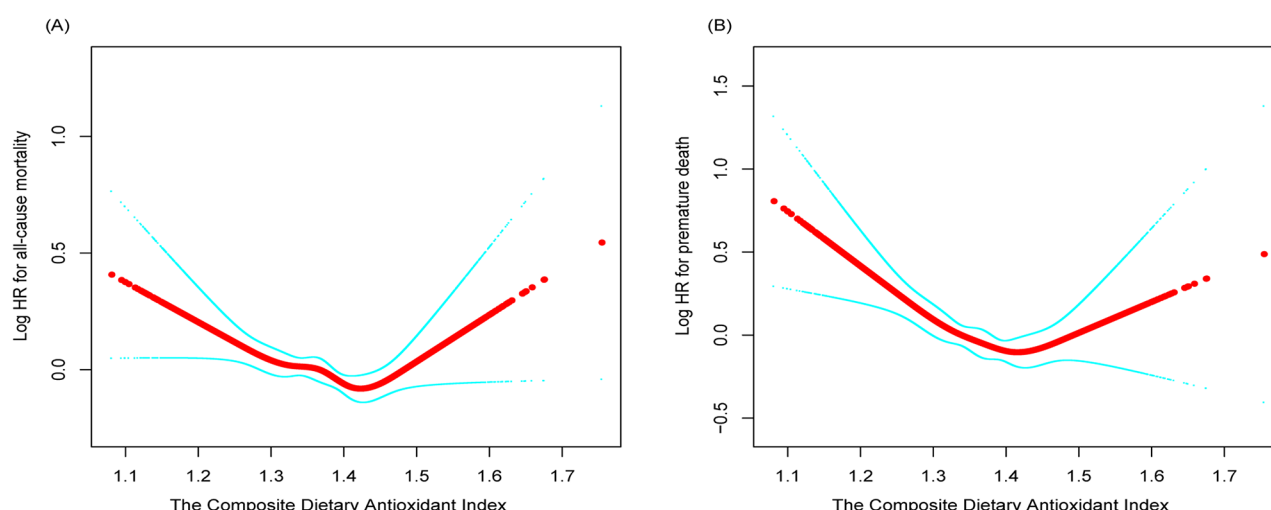 (A)
Log HR for all-cause mortality
1.0
0.5
0.0
1.1 1.2 1.3 1.4 1.5 1.6 1.7
The Composite Dietary Antioxidant Index
(B)
Log HR for premature death
1.5
1.0
0.5
0.0
−0.5
1.1 1.2 1.3 1.4 1.5 1.6 1.7
The Composite Dietary Antioxidant Index